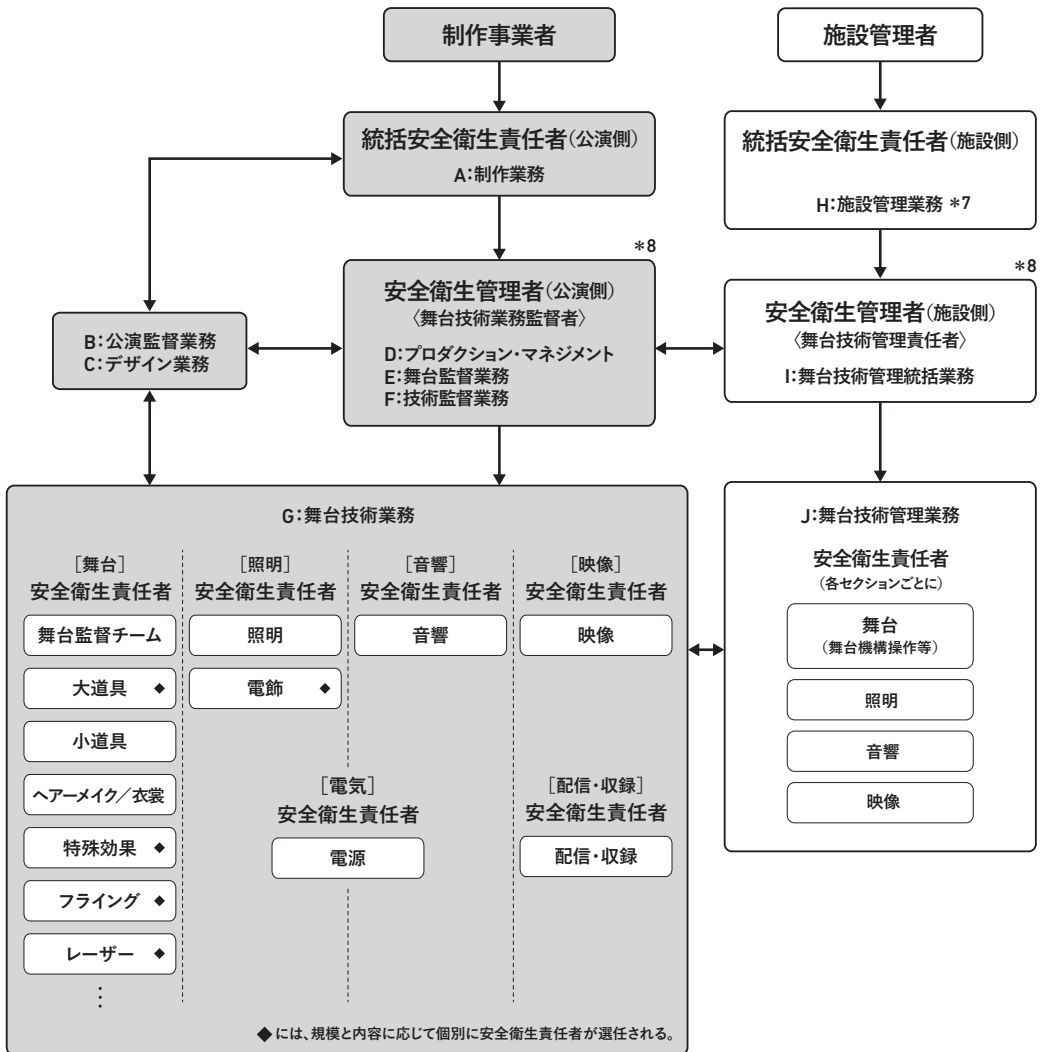 制作事業者
施設管理者
統括安全衛生責任者(公演側)
A:制作業務
統括安全衛生責任者(施設側)
H:施設管理業務 *7
*8
安全衛生管理者(公演側)
〈舞台技術業務監督者〉
D:プロダクション・マネジメント
E:舞台監督業務
F:技術監督業務
*8
安全衛生管理者(施設側)
〈舞台技術管理責任者〉
I:舞台技術管理統括業務
B:公演監督業務
C:デザイン業務
G:舞台技術業務
[舞台]
安全衛生責任者
舞台監督チーム
大道具 ◆
小道具
ヘアーメイク/衣裳
特殊効果 ◆
フライング ◆
レーザー ◆
⋮
[照明]
安全衛生責任者
照明
電飾 ◆
[音響]
安全衛生責任者
音響
[映像]
安全衛生責任者
映像
[電気]
安全衛生責任者
電源
[配信・収録]
安全衛生責任者
配信・収録
◆には、規模と内容に応じて個別に安全衛生責任者が選任される。
J:舞台技術管理業務
安全衛生責任者
(各セクションごとに)
舞台
(舞台機構操作等)
照明
音響
映像